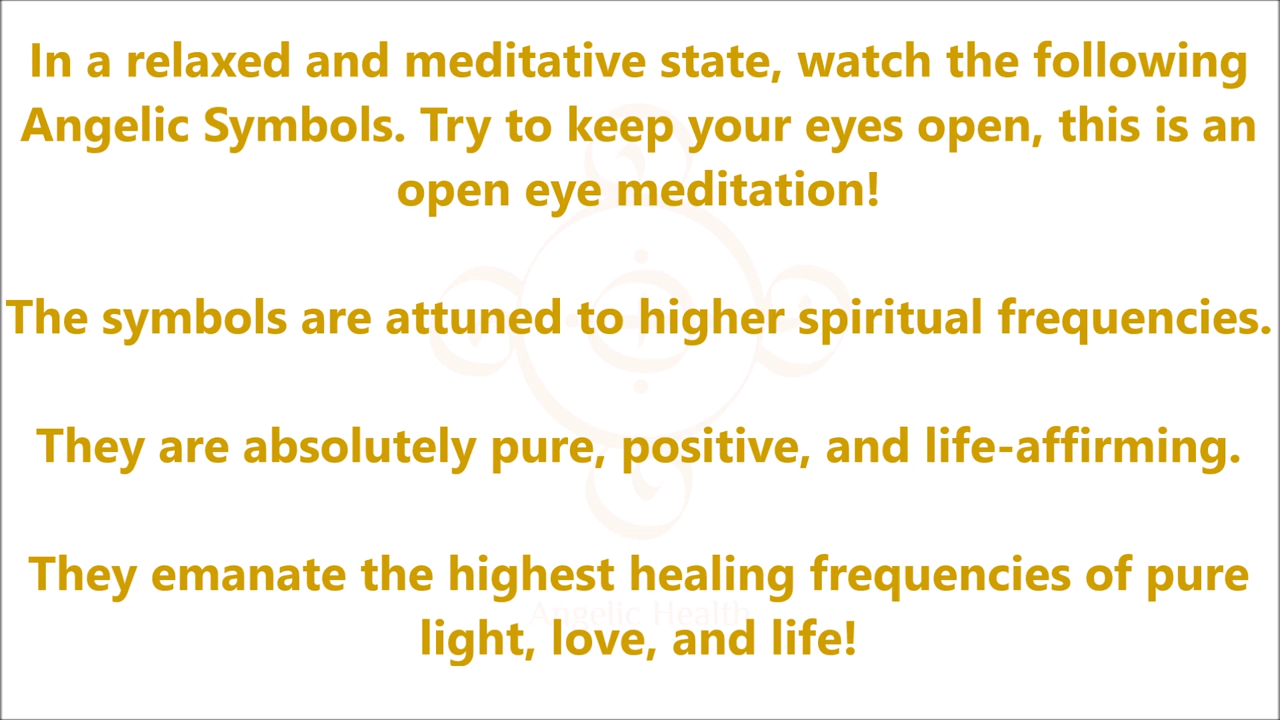 In a relaxed and meditative state, watch the following
Angelic Symbols. Try to keep your eyes open, this is an
open eye meditation!
The symbols are attuned to higher spiritual frequencies.
They are absolutely pure, positive, and life-affirming.
They emanate the highest healing frequencies of pure
Angelic Health
light, love, and life!